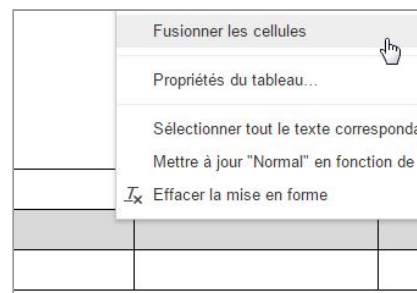 Fusionner les cellules
Propriétés du tableau...
Sélectionner tout le texte
Mettre à jour "Normal" en fonction de
Effacer la mise en forme